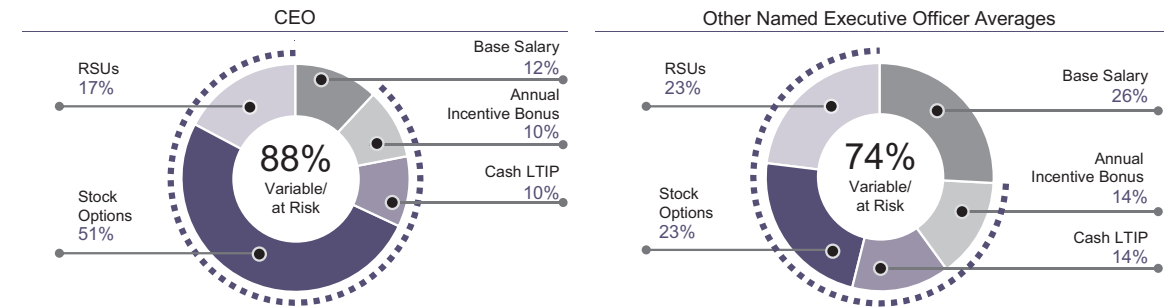 CEO
RSUs
17%
Base Salary
12%
Annual
Incentive Bonus
10%
Cash LTIP
10%
Stock
Options
51%
88%
Variable/
at Risk
Other Named Executive Officer Averages
RSUs
23%
Base Salary
26%
Annual
Incentive Bonus
14%
Cash LTIP
14%
Stock
Options
23%
74%
Variable/
at Risk